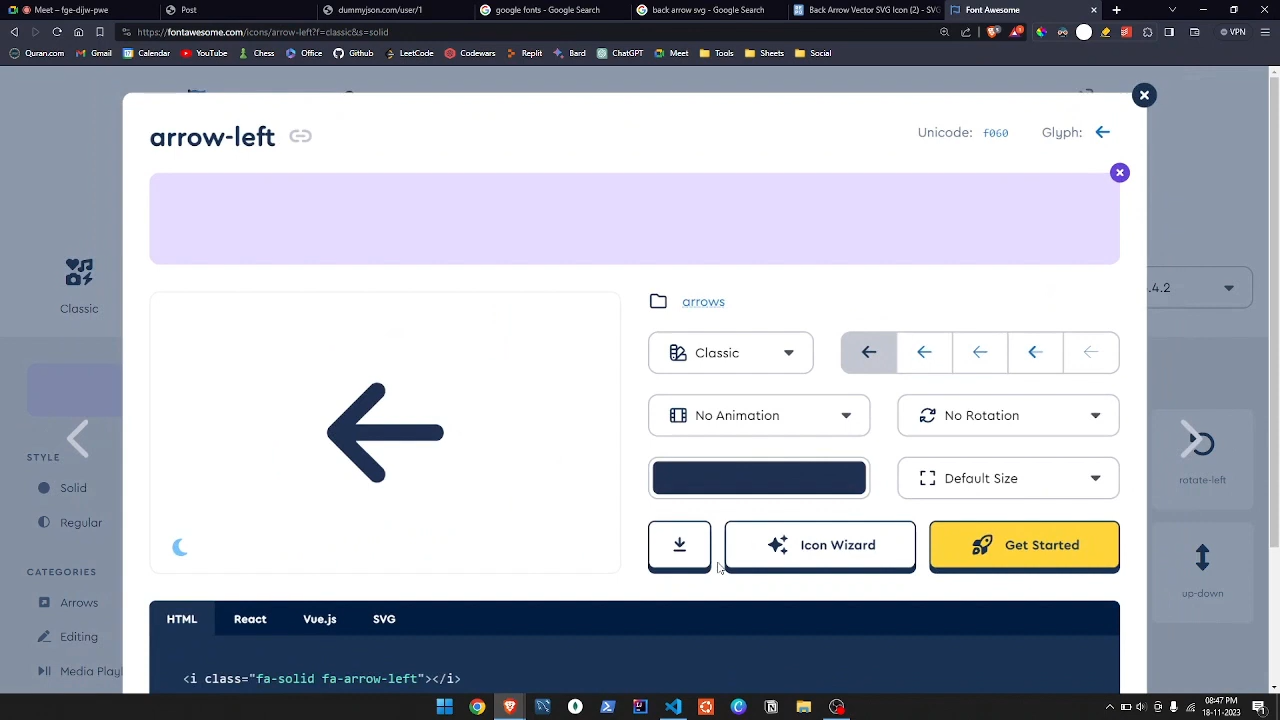 Meet – fge-dijw-pwe
Post
dummyjson.com/user/1
google fonts - Google Search
back arrow svg - Google Search
Back Arrow Vector SVG Icon (2) - SVG
Font Awesome
https://fontawesome.com/icons/arrow-left?f=classic&s=solid
VPN
Quran.com
Gmail
Calendar
YouTube
Chess
Office
Github
LeetCode
Codewars
Replit
Bard
ChatGPT
Meet
Tools
Sheets
Social
arrow-left
Unicode: f060
Glyph:
Classic
.4.2
arrows
Classic
No Animation
No Rotation
Default Size
STYLE
Solid
Regular
rotate-left
Icon Wizard
Get Started
CATEGORIES
Arrows
Editing
Media Playb
up-down
HTML
React
Vue.js
SVG
<i class="fa-solid fa-arrow-left"></i>
08:47 PM
18-11-2023